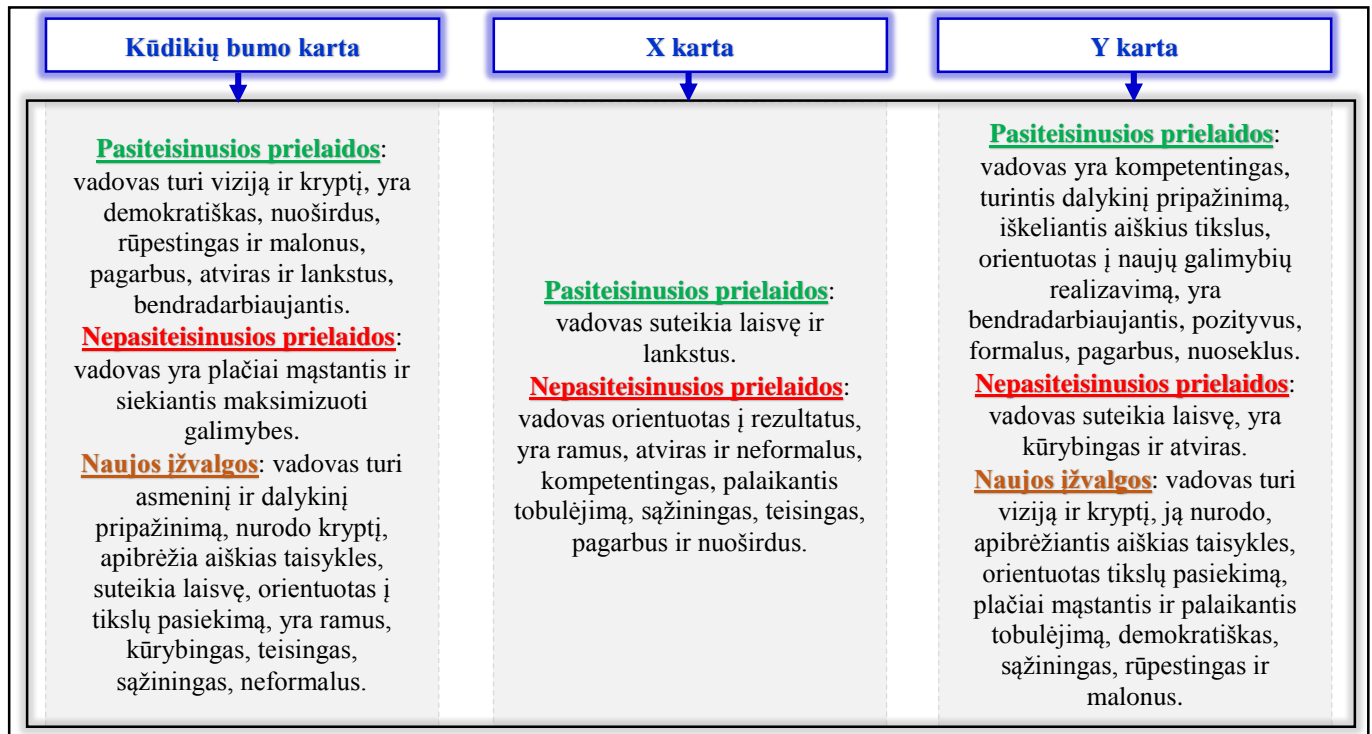 Kūdikių bumo karta
X karta
Y karta
Pasiteisinusios prielaidos:
vadovas turi viziją ir kryptį, yra
demokratiškas, nuoširdus,
rūpestingas ir malonus,
pagarbus, atviras ir lankstus,
bendradarbiaujantis.
Nepasiteisinusios prielaidos:
vadovas yra plačiai mąstantis ir
siekiantis maksimizuoti
galimybes.
Naujos įžvalgos: vadovas turi
asmeninį ir dalykinį
pripažinimą, nurodo kryptį,
apibrėžia aiškias taisykles,
suteikia laisvę, orientuotas į
tikslų pasiekimą, yra ramus,
kūrybingas, teisingas,
sąžiningas, neformalus.
Pasiteisinusios prielaidos:
vadovas suteikia laisvę ir
lankstus.
Nepasiteisinusios prielaidos:
vadovas orientuotas į rezultatus,
yra ramus, atviras ir neformalus,
kompetentingas, palaikantis
tobulėjimą, sąžiningas, teisingas,
pagarbus ir nuoširdus.
Pasiteisinusios prielaidos:
vadovas yra kompetentingas,
turintis dalykinį pripažinimą,
iškeliantis aiškius tikslus,
orientuotas į naujų galimybių
realizavimą, yra
bendradarbiaujantis, pozityvus,
formalus, pagarbus, nuoseklus.
Nepasiteisinusios prielaidos:
vadovas suteikia laisvę, yra
kūrybingas ir atviras.
Naujos įžvalgos: vadovas turi
viziją ir kryptį, ją nurodo,
apibrėžiantis aiškias taisykles,
orientuotas tikslų pasiekimą,
plačiai mąstantis ir palaikantis
tobulėjimą, demokratiškas,
sąžiningas, rūpestingas ir
malonus.